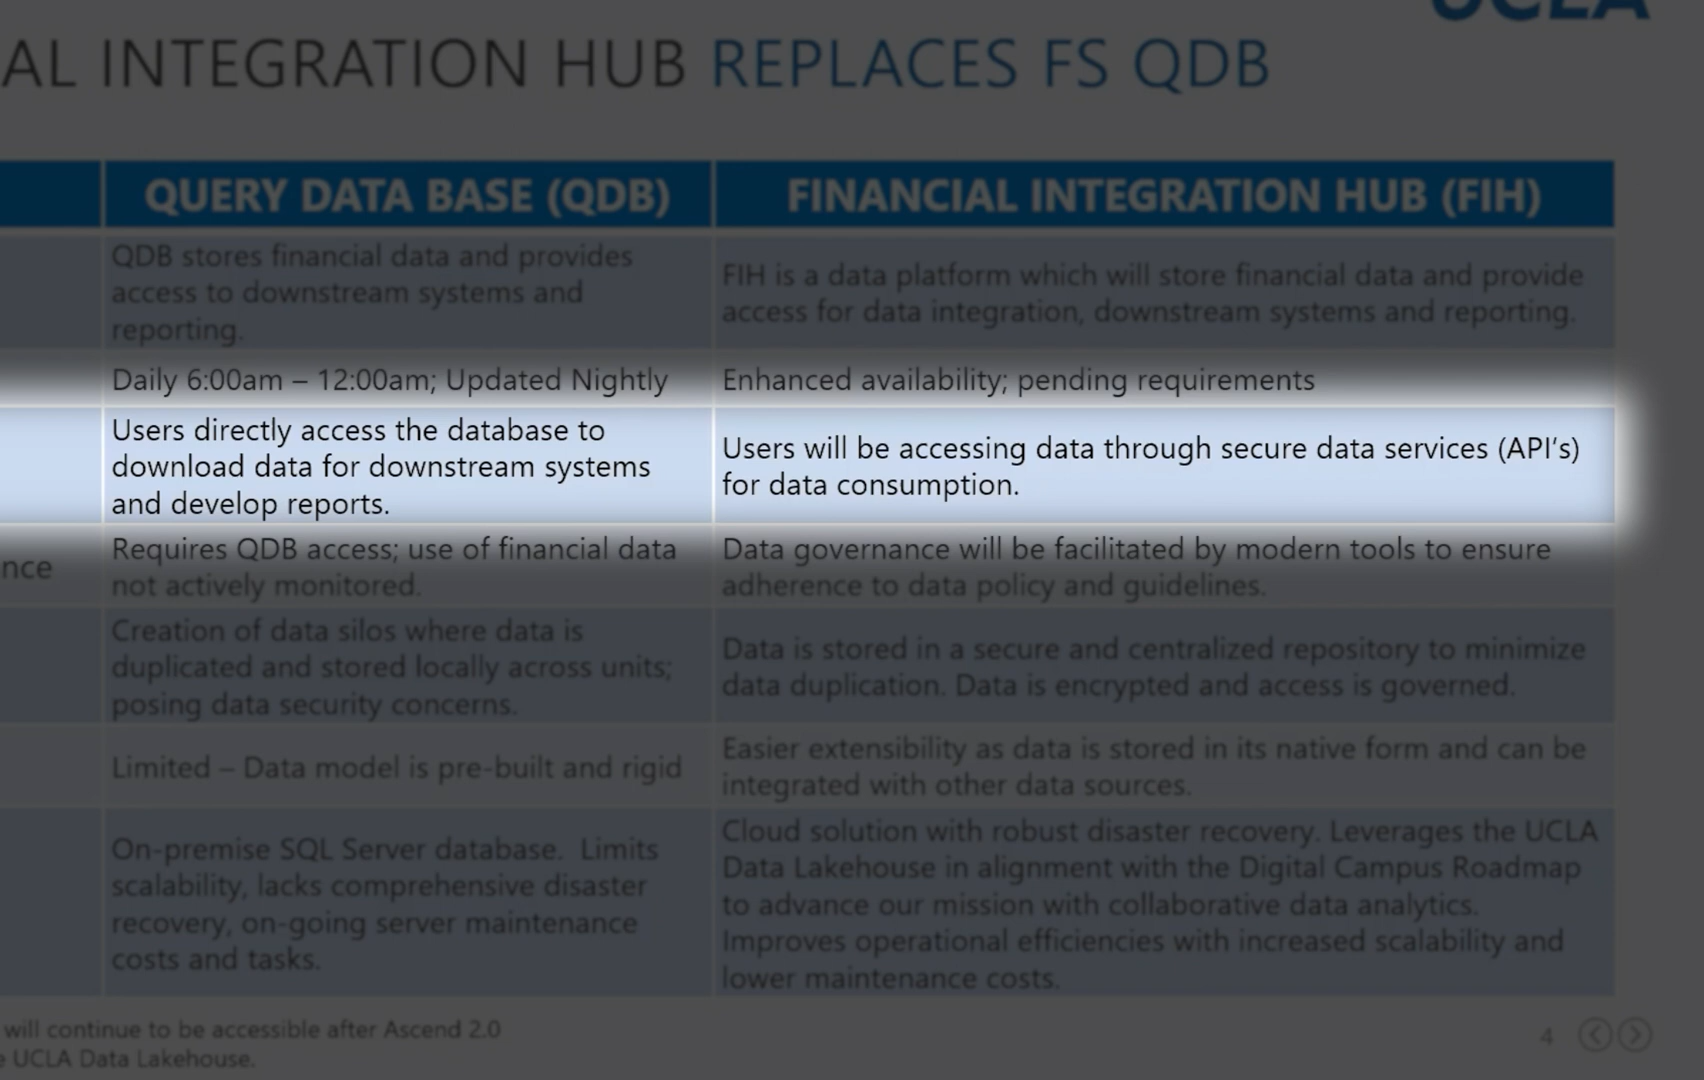 UCLA
AL INTEGRATION HUB REPLACES FS QDB
QUERY DATA BASE (QDB)
FINANCIAL INTEGRATION HUB (FIH)
QDB stores financial data and provides
access to downstream systems and
reporting.
FIH is a data platform which will store financial data and provide
access for data integration, downstream systems and reporting.
Daily 6:00am – 12:00am; Updated Nightly
Enhanced availability; pending requirements
Users directly access the database to
download data for downstream systems
and develop reports.
Users will be accessing data through secure data services (API's)
for data consumption.
nce
Requires QDB access; use of financial data
not actively monitored.
Data governance will be facilitated by modern tools to ensure
adherence to data policy and guidelines.
Creation of data silos where data is
duplicated and stored locally across units;
posing data security concerns.
Data is stored in a secure and centralized repository to minimize
data duplication. Data is encrypted and access is governed.
Limited – Data model is pre-built and rigid
Easier extensibility as data is stored in its native form and can be
integrated with other data sources.
On-premise SQL Server database.  Limits
scalability, lacks comprehensive disaster
recovery, on-going server maintenance
costs and tasks.
Cloud solution with robust disaster recovery. Leverages the UCLA
Data Lakehouse in alignment with the Digital Campus Roadmap
to advance our mission with collaborative data analytics.
Improves operational efficiencies with increased scalability and
lower maintenance costs.
will continue to be accessible after Ascend 2.0
e UCLA Data Lakehouse.
4